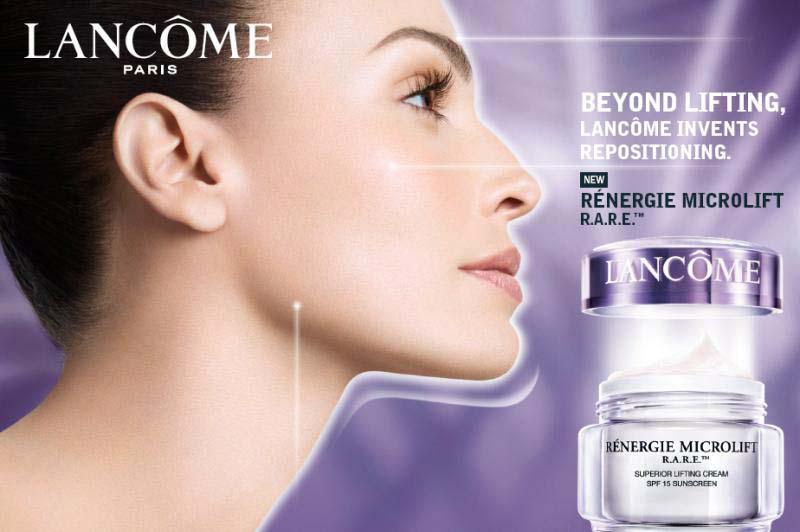 LANCÔME
PARIS
BEYOND LIFTING,
LANCÔME INVENTS
REPOSITIONING.
NEW
RÉNERGIE MICROLIFT
R.A.R.E.™
LANCÔME
RÉNERGIE MICROLIFT
R.A.R.E.™
SUPERIOR LIFTING CREAM
SPF 15 SUNSCREEN